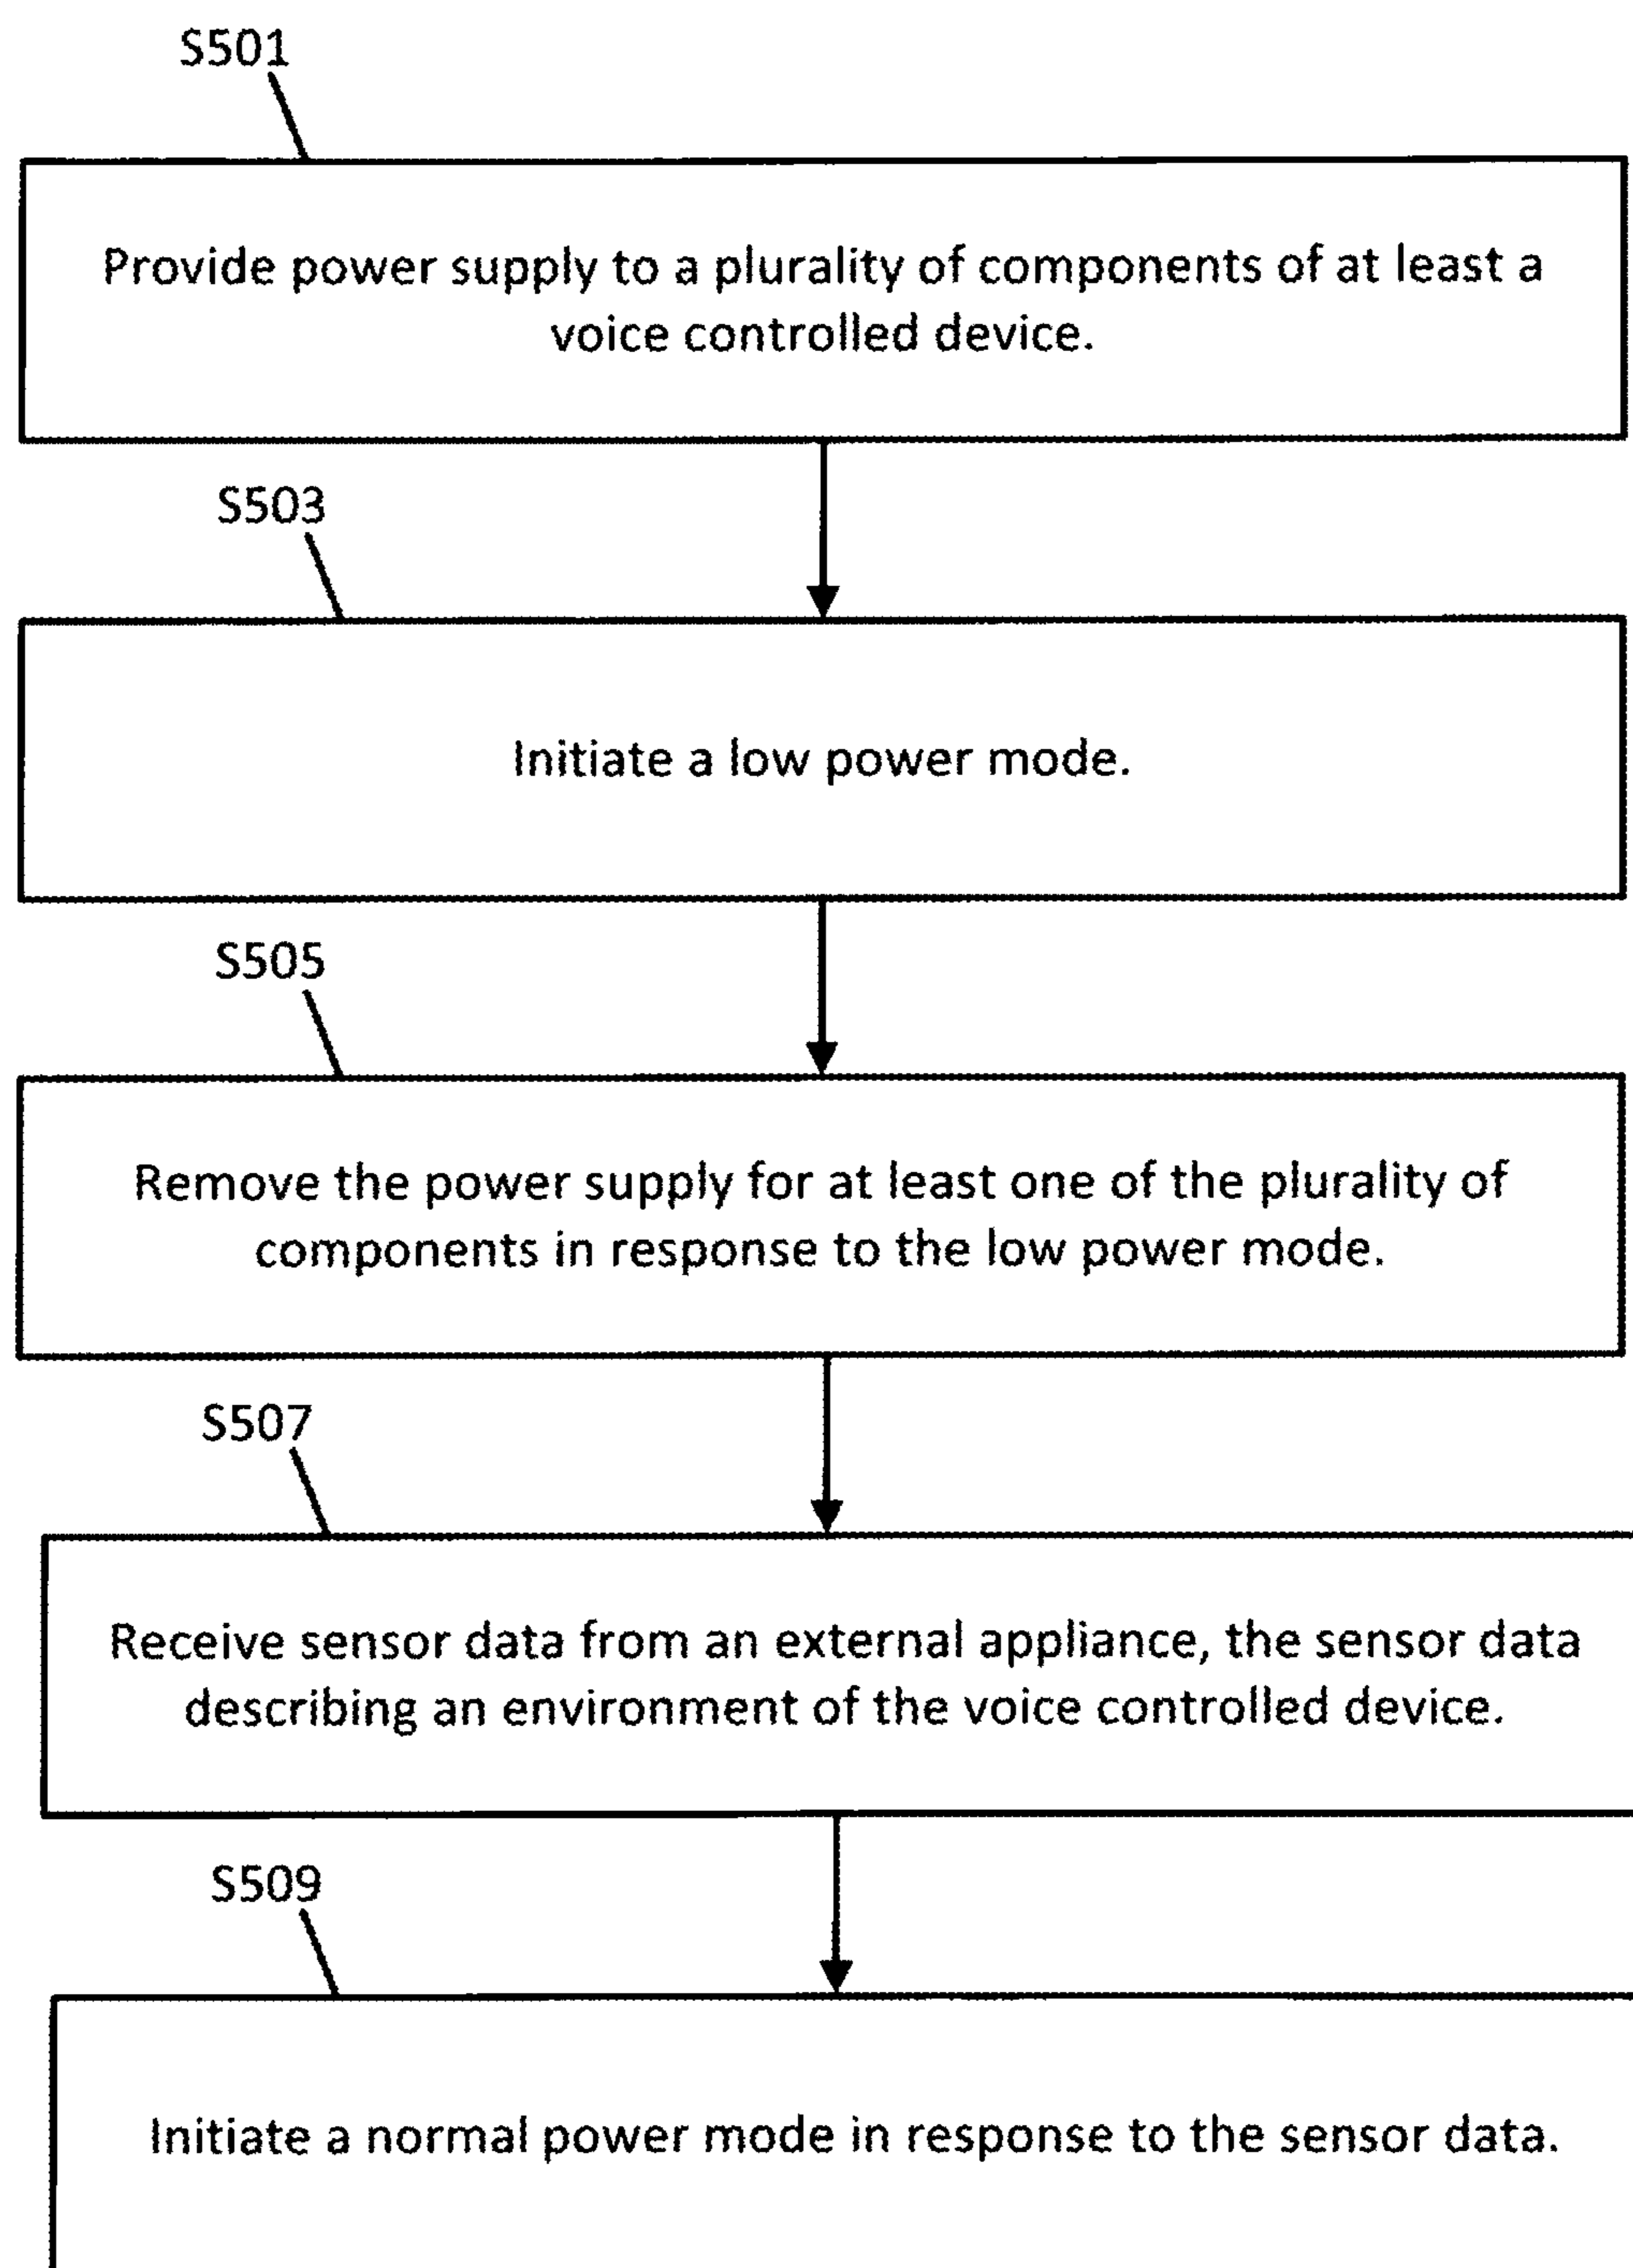 S501
Provide power supply to a plurality of components of at least a
voice controlled device.
S503
Initiate a low power mode.
S505
Remove the power supply for at least one of the plurality of
components in response to the low power mode.
S507
Receive sensor data from an external appliance, the sensor data
describing an environment of the voice controlled device.
S509
Initiate a normal power mode in response to the sensor data.